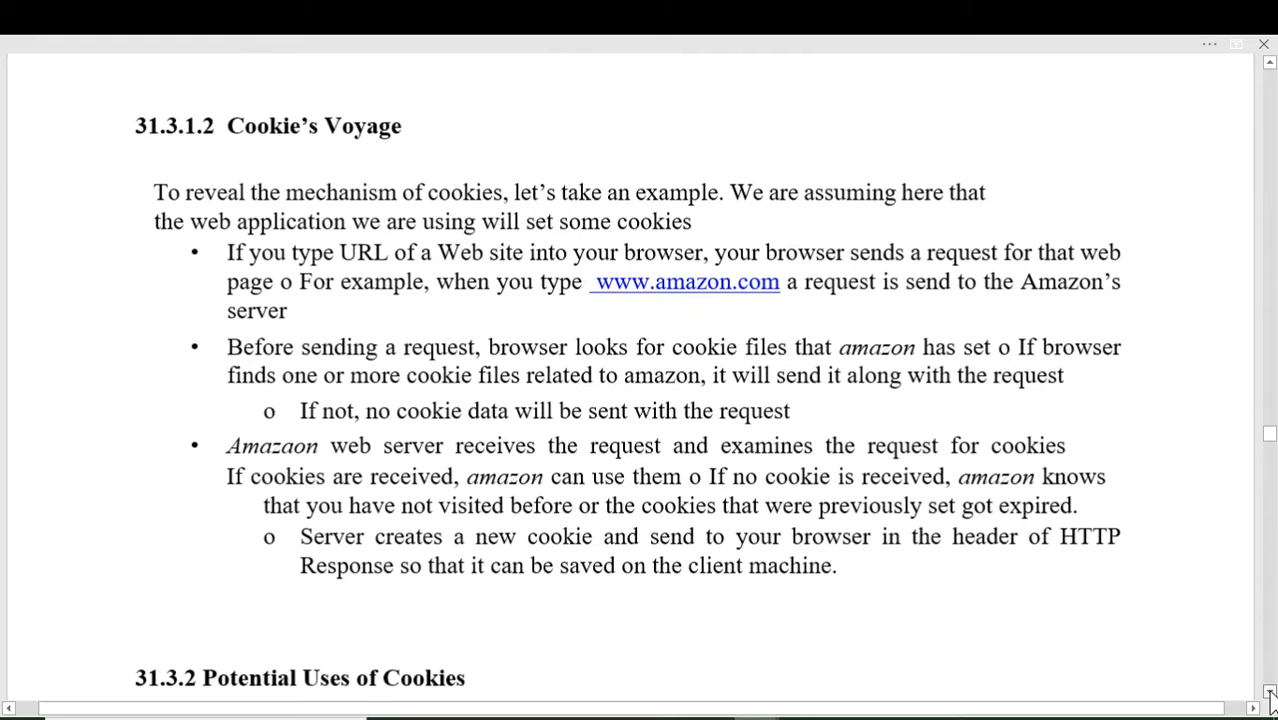 31.3.1.2 Cookie's Voyage
To reveal the mechanism of cookies, let's take an example. We are assuming here that
the web application we are using will set some cookies
• If you type URL of a Web site into your browser, your browser sends a request for that web
page o For example, when you type www.amazon.com a request is send to the Amazon's
server
• Before sending a request, browser looks for cookie files that amazon has set o If browser
finds one or more cookie files related to amazon, it will send it along with the request
o If not, no cookie data will be sent with the request
• Amazaon web server receives the request and examines the request for cookies
If cookies are received, amazon can use them o If no cookie is received, amazon knows
that you have not visited before or the cookies that were previously set got expired.
o Server creates a new cookie and send to your browser in the header of HTTP
Response so that it can be saved on the client machine.
31.3.2 Potential Uses of Cookies